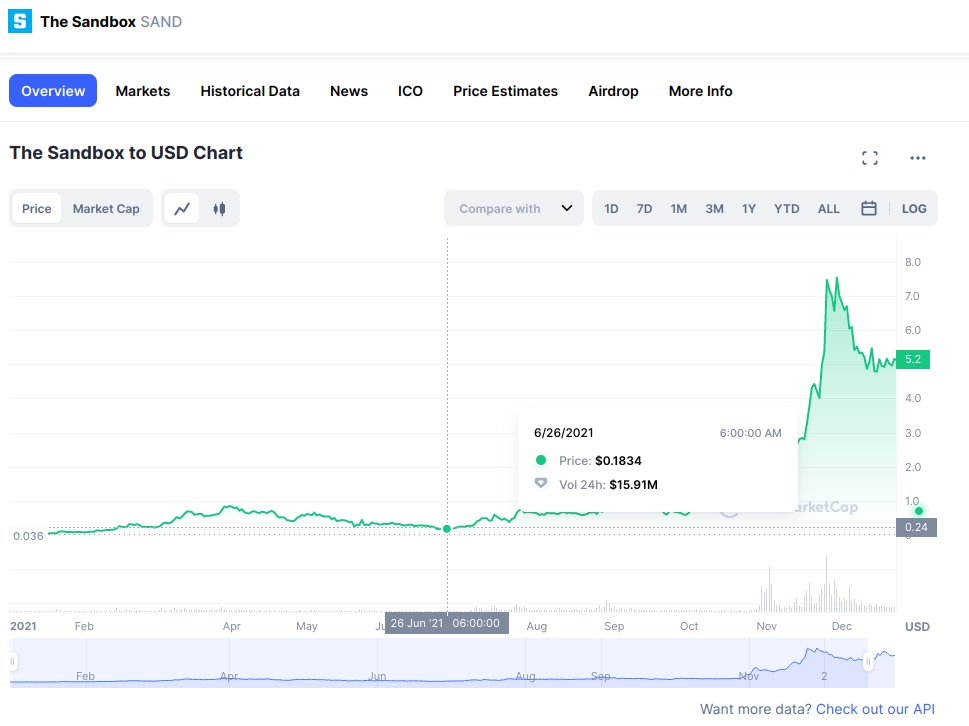 The Sandbox SAND
Overview Markets Historical Data News ICO Price Estimates Airdrop More Info
The Sandbox to USD Chart
Price Market Cap Compare with 1D 7D 1M 3M 1Y YTD ALL LOG
8.0
7.0
6.0
5.2
4.0
6/26/2021 6:00:00 AM
3.0
Price: $0.1834
2.0
Vol 24h: $15.91M
1.0
arketCap
0.24
0.036
26 Jun '21 06:00:00
2021 Feb Apr May Ju Aug Sep Oct Nov Dec USD
Feb Apr Jun Aug Sep Nov 2
Want more data? Check out our API